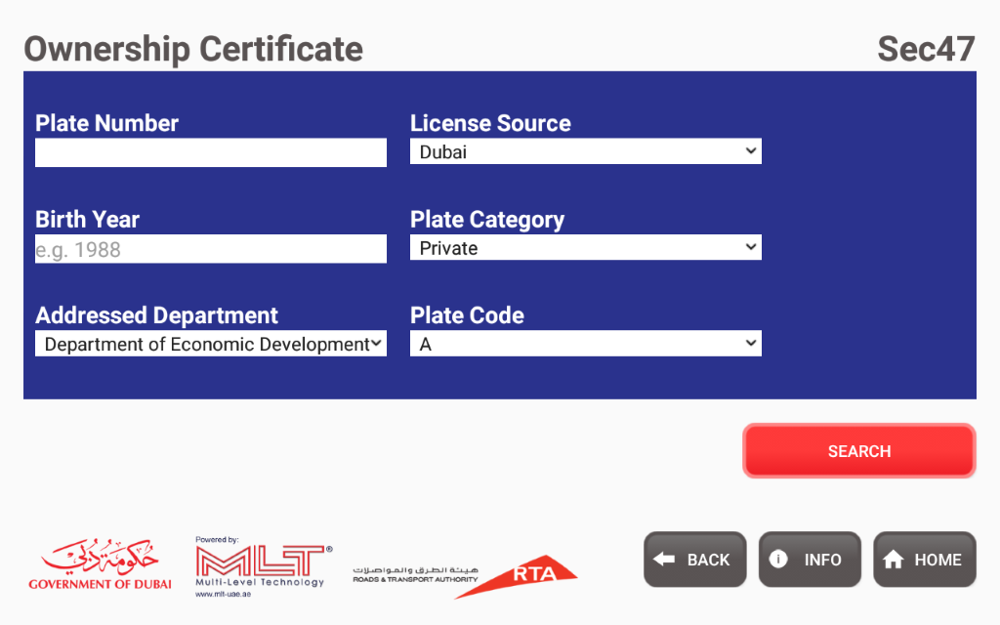 Ownership Certificate
Sec47
Plate Number
License Source
Dubai
Birth Year
Plate Category
e.g. 1988
Private
Addressed Department
Plate Code
Department of Economic Development
A
SEARCH
حكومة دبي
GOVERNMENT OF DUBAI
Powered by:
MLT®
Multi-Level Technology
www.mlt-uae.ae
هيئة الطرق والمواصلات
ROADS & TRANSPORT AUTHORITY
RTA
BACK
INFO
HOME